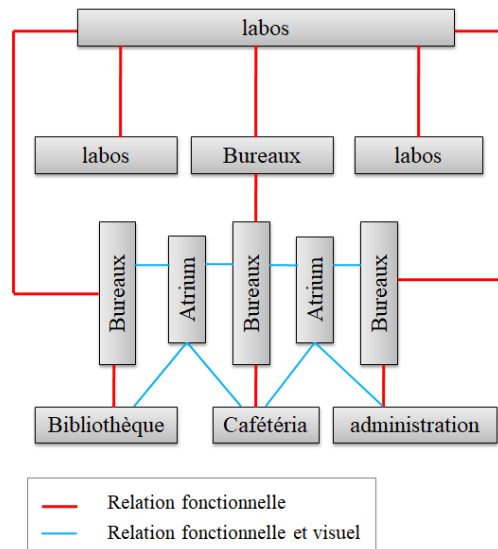 labos
labos
Bureaux
labos
Bureaux
Atrium
Bureaux
Atrium
Bureaux
Bibliothèque
Cafétéria
administration
Relation fonctionnelle
Relation fonctionnelle et visuel